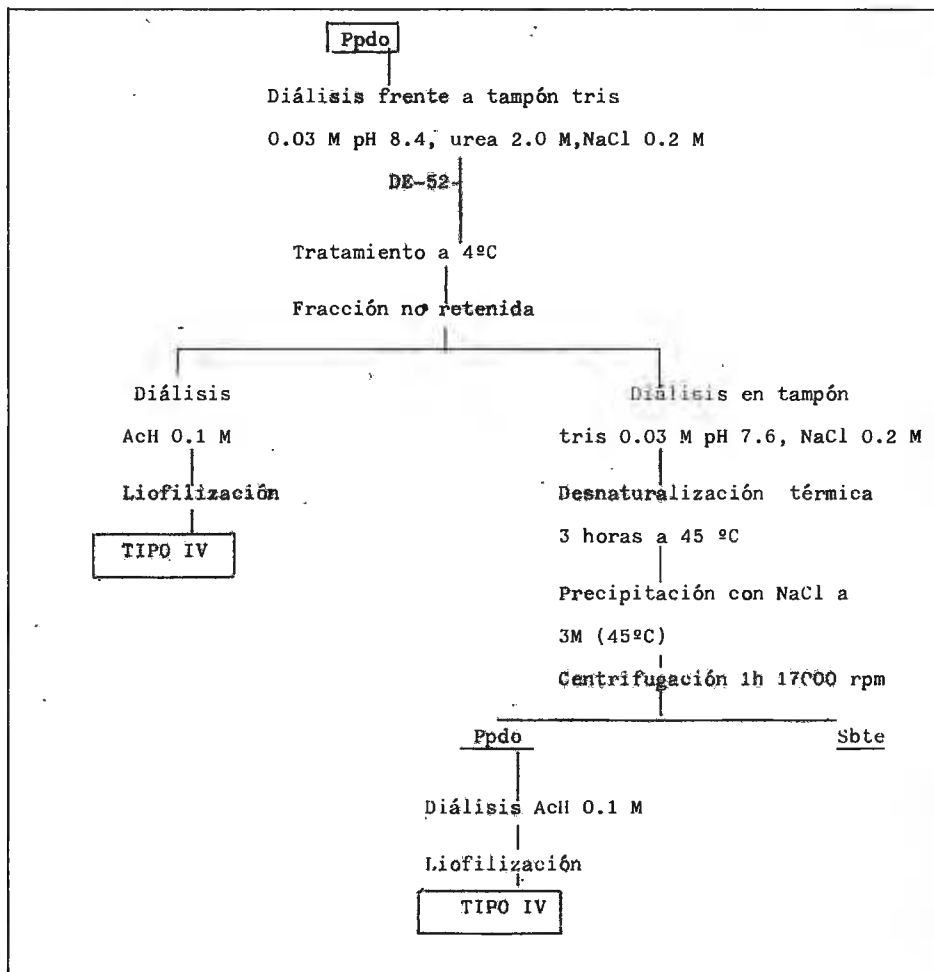 Ppdo
Diálisis frente a tampón tris
0.03 M pH 8.4, urea 2.0 M,NaCl 0.2 M
DE-52
Tratamiento a 4ºC
Fracción no retenida
Diálisis
AcH 0.1 M
Liofilización
TIPO IV
Diálisis en tampón
tris 0.03 M pH 7.6, NaCl 0.2 M
Desnaturalización térmica
3 horas a 45 ºC
Precipitación con NaCl a
3M (45ºC)
Centrifugación 1h 17000 rpm
Ppdo
Sbte
Diálisis AcH 0.1 M
Liofilización
TIPO IV